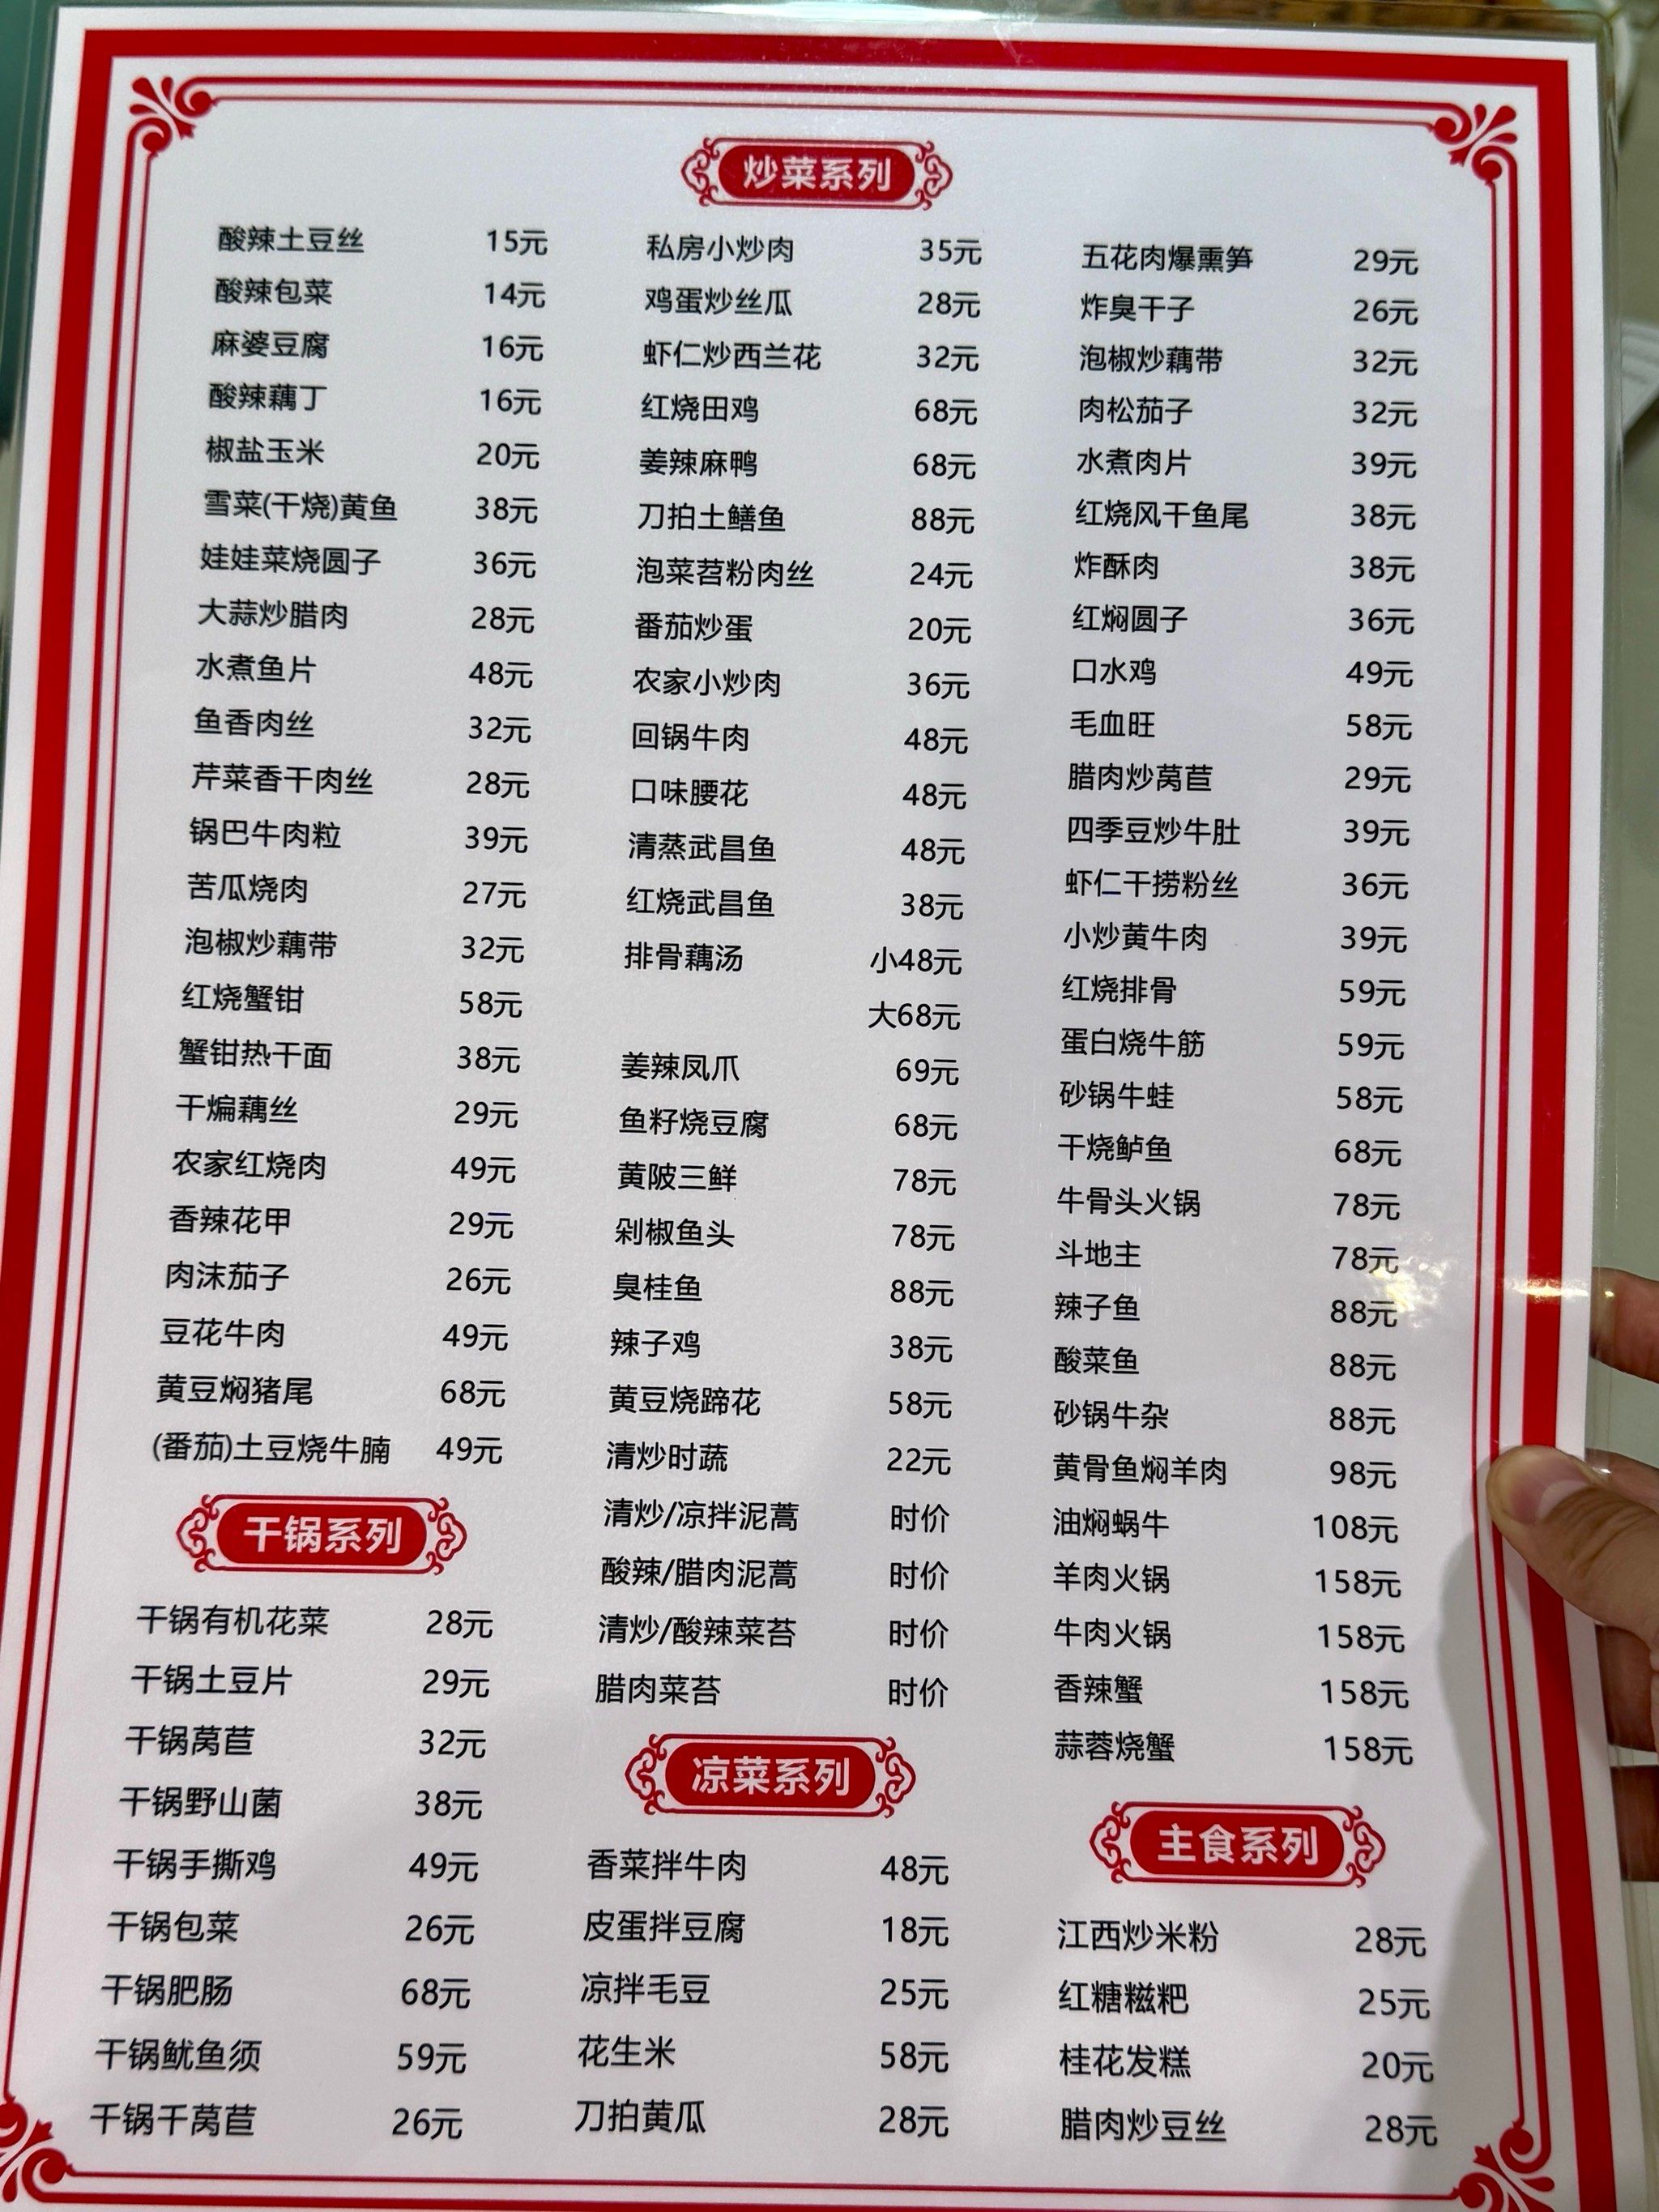 炒菜系列
酸辣土豆丝 15元
酸辣包菜 14元
麻婆豆腐 16元
酸辣藕丁 16元
椒盐玉米 20元
雪菜(干烧)黄鱼 38元
娃娃菜烧圆子 36元
大蒜炒腊肉 28元
水煮鱼片 48元
鱼香肉丝 32元
芹菜香干肉丝 28元
锅巴牛肉粒 39元
苦瓜烧肉 27元
泡椒炒藕带 32元
红烧蟹钳 58元
蟹钳热干面 38元
干煸藕丝 29元
农家红烧肉 49元
香辣花甲 29元
肉沫茄子 26元
豆花牛肉 49元
黄豆焖猪尾 68元
(番茄)土豆烧牛腩 49元
干锅系列
干锅有机花菜 28元
干锅土豆片 29元
干锅莴苣 32元
干锅野山菌 38元
干锅手撕鸡 49元
干锅包菜 26元
干锅肥肠 68元
干锅鱿鱼须 59元
干锅干莴苣 26元
私房小炒肉 35元
鸡蛋炒丝瓜 28元
虾仁炒西兰花 32元
红烧田鸡 68元
姜辣麻鸭 68元
刀拍土鳝鱼 88元
泡菜苕粉肉丝 24元
番茄炒蛋 20元
农家小炒肉 36元
回锅牛肉 48元
口味腰花 48元
清蒸武昌鱼 48元
红烧武昌鱼 38元
排骨藕汤 小48元
大68元
姜辣凤爪 69元
鱼籽烧豆腐 68元
黄陂三鲜 78元
剁椒鱼头 78元
臭桂鱼 88元
辣子鸡 38元
黄豆烧蹄花 58元
清炒时蔬 22元
清炒/凉拌泥蒿 时价
酸辣/腊肉泥蒿 时价
清炒/酸辣菜苔 时价
腊肉菜苔 时价
凉菜系列
香菜拌牛肉 48元
皮蛋拌豆腐 18元
凉拌毛豆 25元
花生米 58元
刀拍黄瓜 28元
五花肉爆熏笋 29元
炸臭干子 26元
泡椒炒藕带 32元
肉松茄子 32元
水煮肉片 39元
红烧风干鱼尾 38元
炸酥肉 38元
红焖圆子 36元
口水鸡 49元
毛血旺 58元
腊肉炒莴苣 29元
四季豆炒牛肚 39元
虾仁干捞粉丝 36元
小炒黄牛肉 39元
红烧排骨 59元
蛋白烧牛筋 59元
砂锅牛蛙 58元
干烧鲈鱼 68元
牛骨头火锅 78元
斗地主 78元
辣子鱼 88元
酸菜鱼 88元
砂锅牛杂 88元
黄骨鱼焖羊肉 98元
油焖蜗牛 108元
羊肉火锅 158元
牛肉火锅 158元
香辣蟹 158元
蒜蓉烧蟹 158元
主食系列
江西炒米粉 28元
红糖糍粑 25元
桂花发糕 20元
腊肉炒豆丝 28元